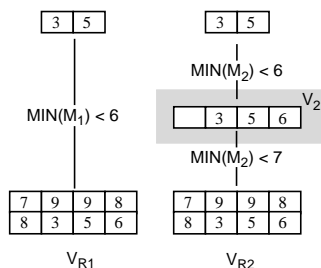 3 5
MIN(M1) < 6
7 9 9 8
8 3 5 6
VR1
3 5
MIN(M2) < 6
V2
3 5 6
MIN(M2) < 7
7 9 9 8
8 3 5 6
VR2